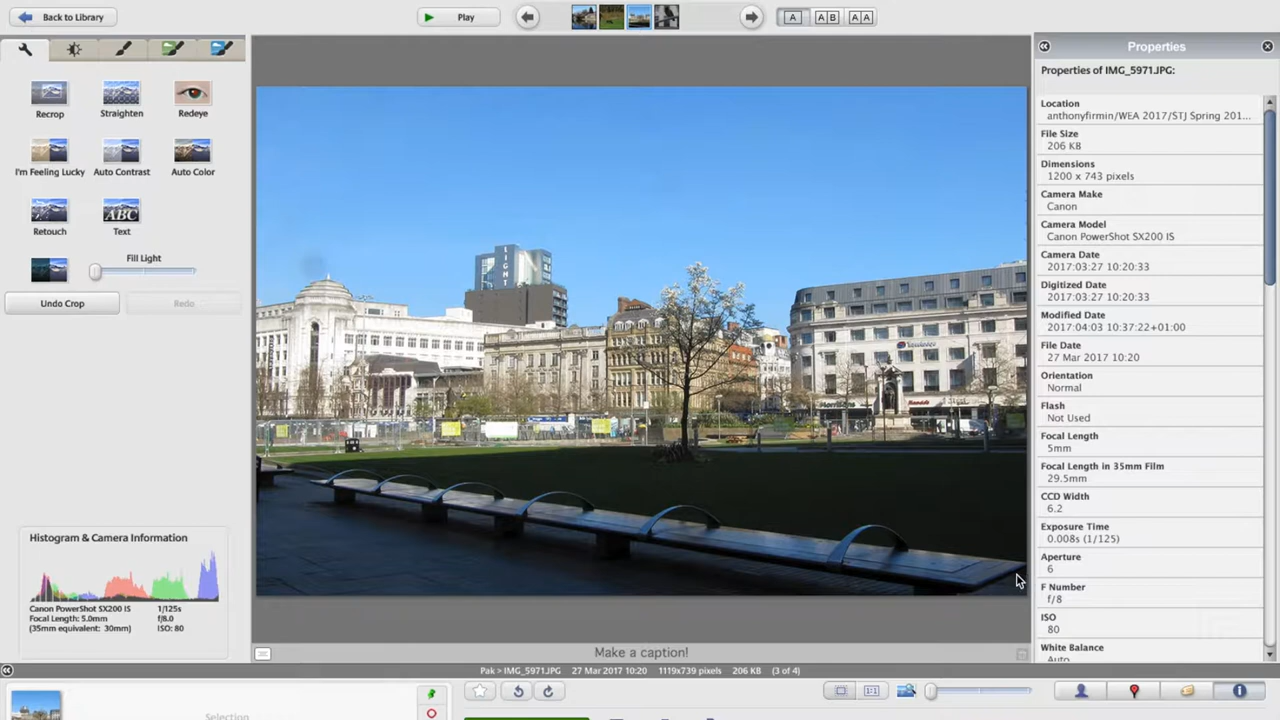 Back to Library
Play
A
AB
AA
Recrop
Straighten
Redeye
I'm Feeling Lucky
Auto Contrast
Auto Color
ABC
Retouch
Text
Fill Light
Undo Crop
Redo
Histogram & Camera Information
Canon PowerShot SX200 IS 1/125s
Focal Length: 5.0mm f/8.0
(35mm equivalent: 30mm) ISO: 80
LIGHT
Make a caption!
Pak > IMG_5971.JPG 27 Mar 2017 10:20 1119x739 pixels 206 KB (3 of 4)
Selection
1:1
Properties
Properties of IMG_5971.JPG:
Location
anthonyfirmin/WEA 2017/STJ Spring 201...
File Size
206 KB
Dimensions
1200 x 743 pixels
Camera Make
Canon
Camera Model
Canon PowerShot SX200 IS
Camera Date
2017:03:27 10:20:33
Digitized Date
2017:03:27 10:20:33
Modified Date
2017:04:03 10:37:22+01:00
File Date
27 Mar 2017 10:20
Orientation
Normal
Flash
Not Used
Focal Length
5mm
Focal Length in 35mm Film
29.5mm
CCD Width
6.2
Exposure Time
0.008s (1/125)
Aperture
6
F Number
f/8
ISO
80
White Balance
Auto